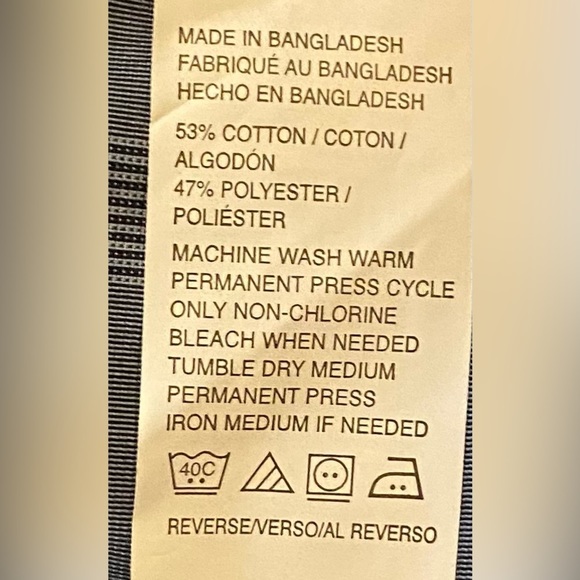 MADE IN BANGLADESH
FABRIQUÉ AU BANGLADESH
HECHO EN BANGLADESH
53% COTTON / COTON /
ALGODÓN
47% POLYESTER /
POLIÉSTER
MACHINE WASH WARM
PERMANENT PRESS CYCLE
ONLY NON-CHLORINE
BLEACH WHEN NEEDED
TUMBLE DRY MEDIUM
PERMANENT PRESS
IRON MEDIUM IF NEEDED
40C
REVERSE/VERSO/AL REVERSO